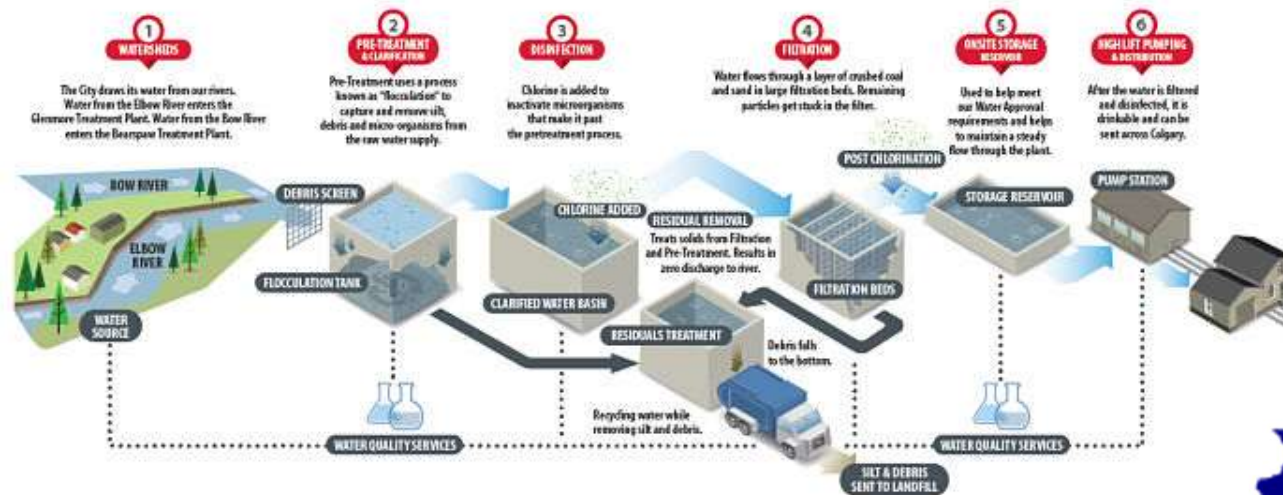 1
WATERSHEDS
The City draws its water from our rivers.
Water from the Elbow River enters the
Glenmore Treatment Plant. Water from the Bow River
enters the Bearspaw Treatment Plant.
2
PRE-TREATMENT
& CLARIFICATION
Pre-Treatment uses a process
known as "flocculation" to
capture and remove silt,
debris and micro-organisms from
the raw water supply.
3
DISINFECTION
Chlorine is added to
inactivate microorganisms
that make it past
the pretreatment process.
4
FILTRATION
Water flows through a layer of crushed coal
and sand in large filtration beds. Remaining
particles get stuck in the filter.
5
ONSITE STORAGE
RESERVOIR
Used to help meet
our Water Approval
requirements and helps
to maintain a steady
flow through the plant.
6
HIGH LIFT PUMPING
& DISTRIBUTION
After the water is filtered
and disinfected, it is
drinkable and can be
sent across Calgary.
BOW RIVER
ELBOW
RIVER
WATER
SOURCE
DEBRIS SCREEN
FLOCCULATION TANK
CHLORINE ADDED
CLARIFIED WATER BASIN
RESIDUAL REMOVAL
Treats solids from Filtration
and Pre-Treatment. Results in
zero discharge to river.
RESIDUALS TREATMENT
POST CHLORINATION
FILTRATION BEDS
STORAGE RESERVOIR
PUMP STATION
Debris falls
to the bottom.
Recycling water while
removing silt and debris.
WATER QUALITY SERVICES
WATER QUALITY SERVICES
SILT & DEBRIS
SENT TO LANDFILL